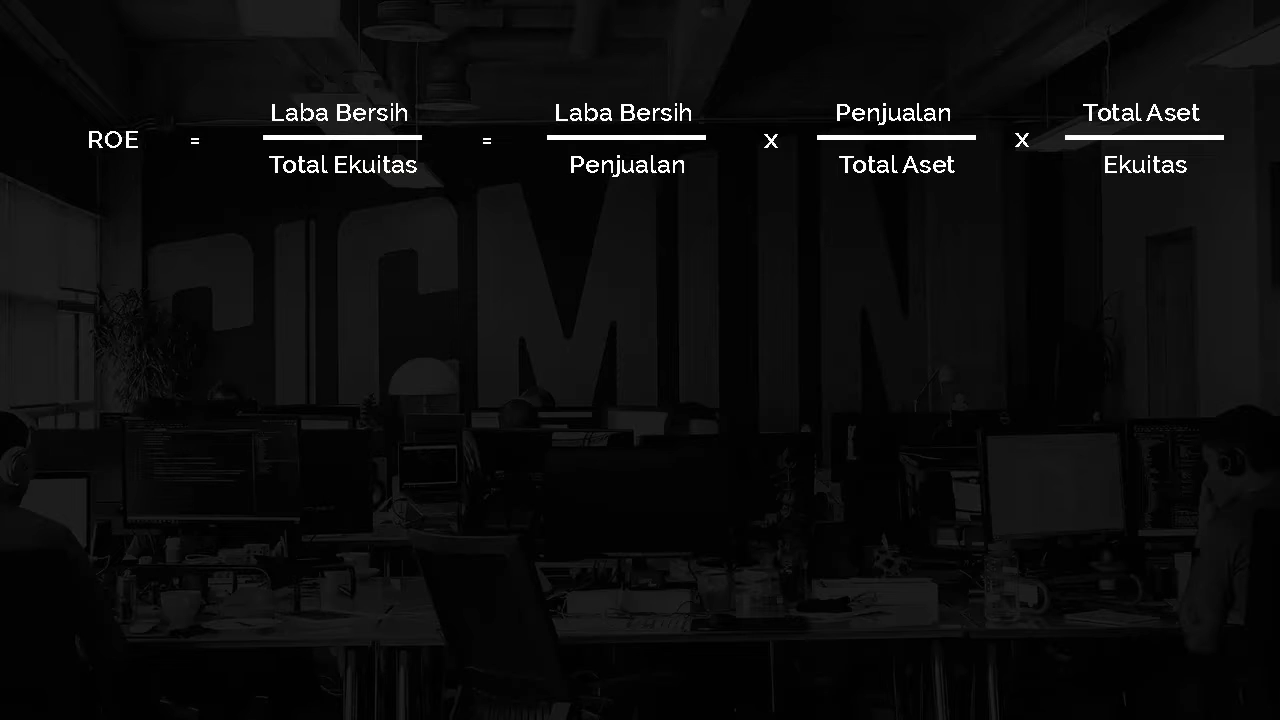 ROE = Laba Bersih / Total Ekuitas = Laba Bersih / Penjualan x Penjualan / Total Aset x Total Aset / Ekuitas